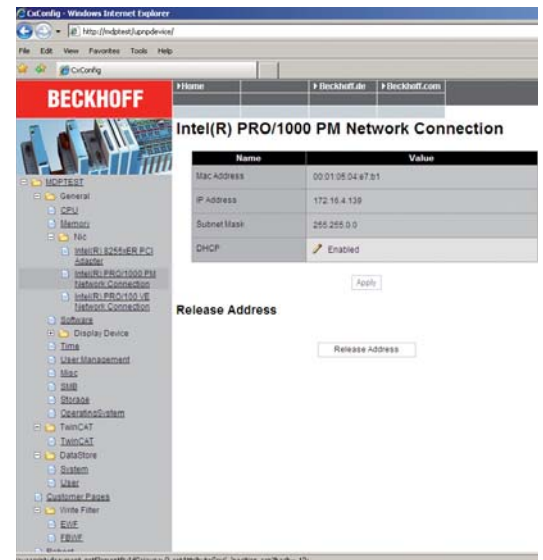 CxConfig - Windows Internet Explorer
http://mdptest/upnpdevice/
File Edit View Favorites Tools Help
CxConfig
Home Beckhoff.de Beckhoff.com
BECKHOFF
Intel(R) PRO/1000 PM Network Connection
Name Value
Mac Address 00:01:05:04:e7:b1
IP Address 172.16.4.139
Subnet Mask 255.255.0.0
DHCP Enabled
Apply
Release Address
Release Address
MDPTEST
General
CPU
Memory
Nic
Intel(R) 8255xER PCI
Adapter
Intel(R) PRO/1000 PM
Network Connection
Intel(R) PRO/100 VE
Network Connection
Software
Display Device
Time
User Management
Misc
SMB
Storage
OperatingSystem
TwinCAT
TwinCAT
DataStore
System
User
Customer Pages
Write Filter
EWF
FBWF